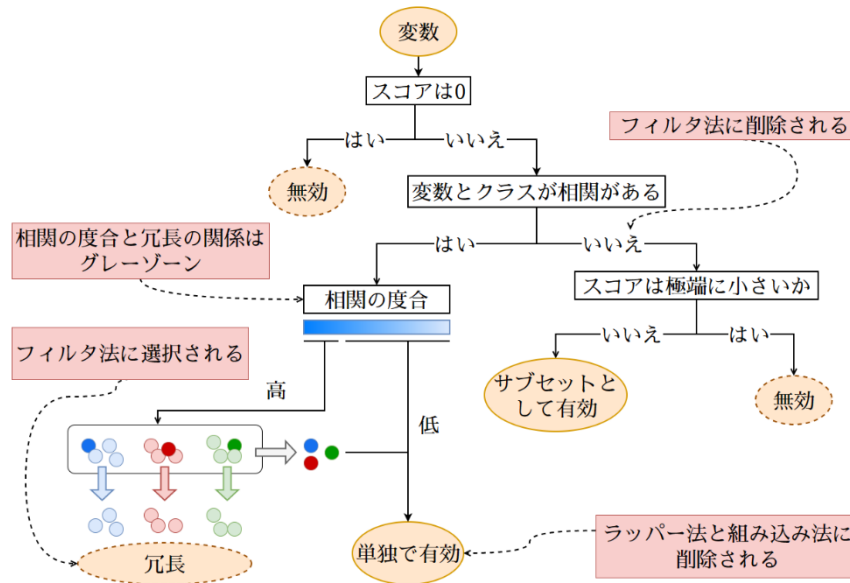 変数
スコアは0
はい
いいえ
フィルタ法に削除される
無効
変数とクラスが相関がある
相関の度合と冗長の関係は
グレーゾーン
はい
いいえ
相関の度合
スコアは極端に小さいか
フィルタ法に選択される
いいえ
はい
高
サブセットと
して有効
無効
低
冗長
単独で有効
ラッパー法と組み込み法に
削除される